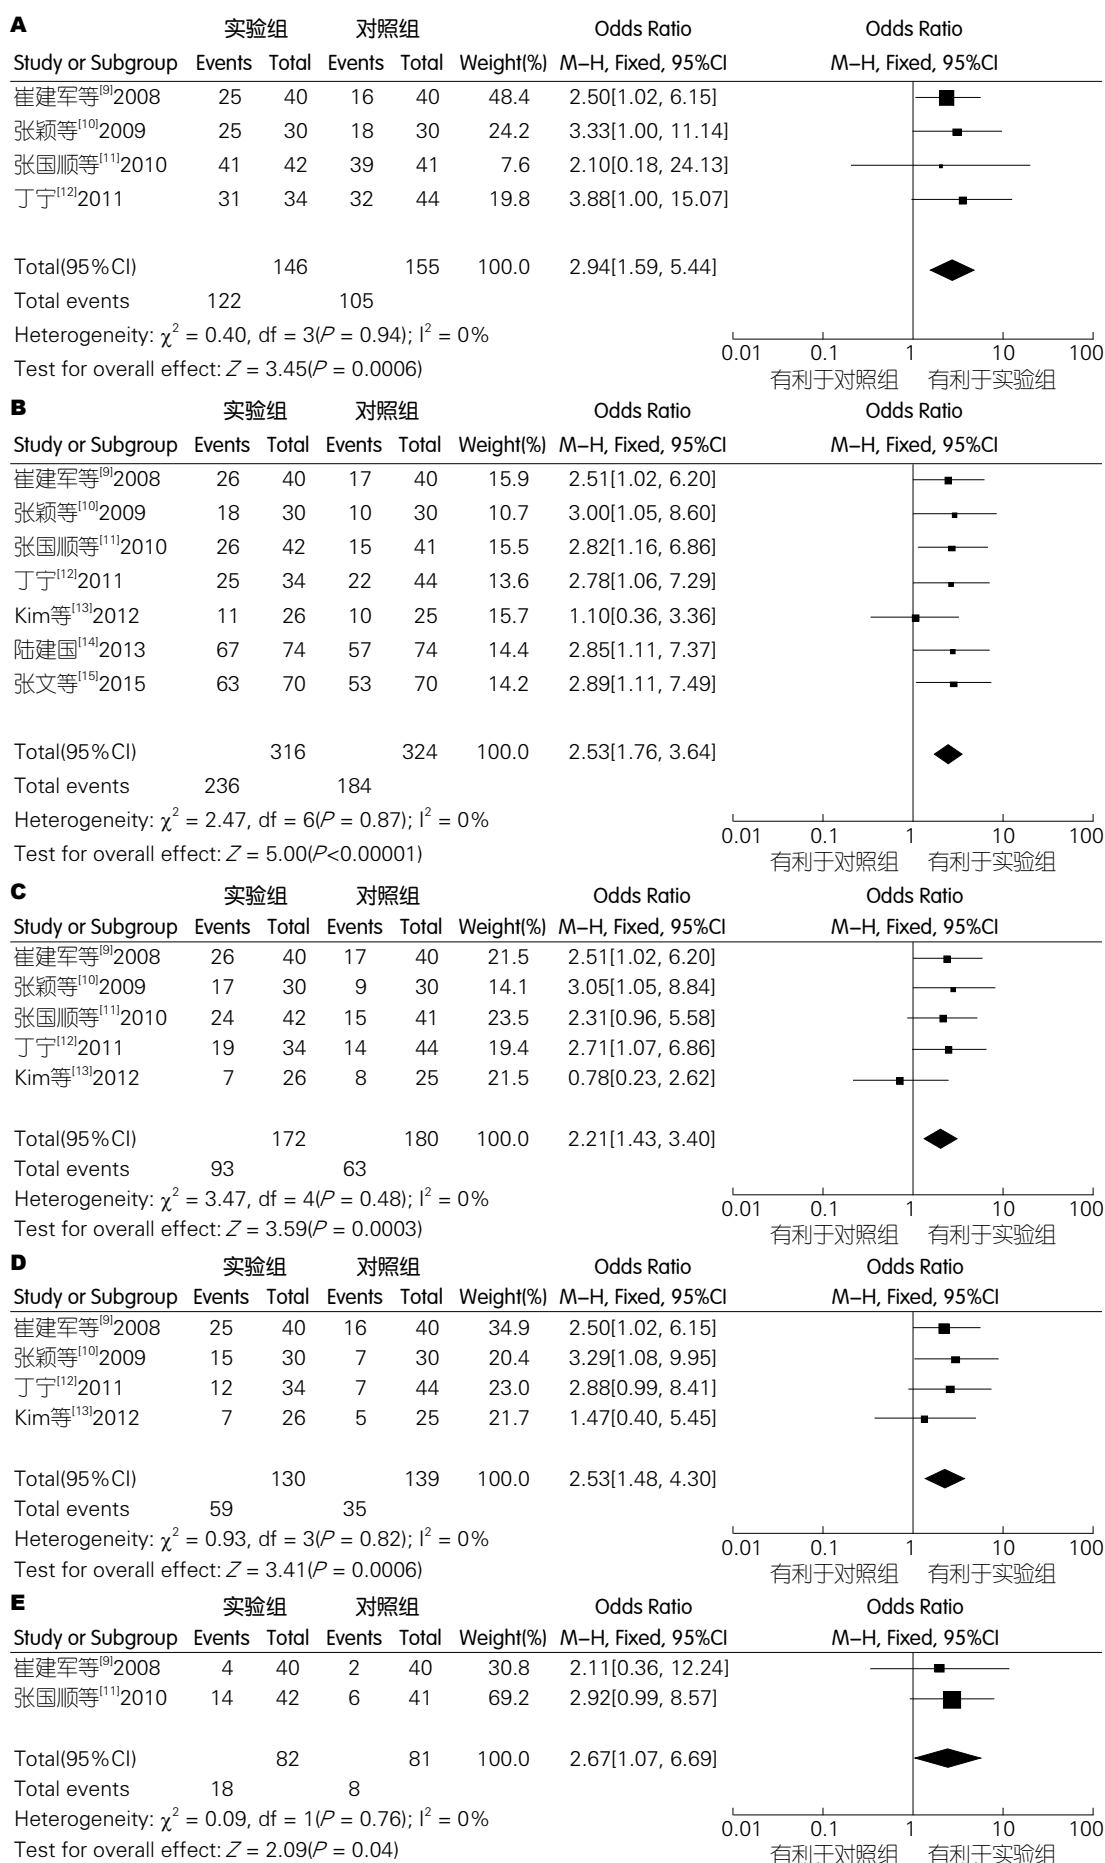 A 实验组 对照组 Odds Ratio Odds Ratio
Study or Subgroup Events Total Events Total Weight(%) M–H, Fixed, 95%CI M–H, Fixed, 95%CI
崔建军等[9]2008 25 40 16 40 48.4 2.50[1.02, 6.15]
张颖等[10]2009 25 30 18 30 24.2 3.33[1.00, 11.14]
张国顺等[11]2010 41 42 39 41 7.6 2.10[0.18, 24.13]
丁宁[12]2011 31 34 32 44 19.8 3.88[1.00, 15.07]
Total(95%CI) 146 155 100.0 2.94[1.59, 5.44]
Total events 122 105
Heterogeneity: χ2 = 0.40, df = 3(P = 0.94); I2 = 0%
Test for overall effect: Z = 3.45(P = 0.0006)
0.01 0.1 1 10 100
有利于对照组 有利于实验组
B 实验组 对照组 Odds Ratio Odds Ratio
Study or Subgroup Events Total Events Total Weight(%) M–H, Fixed, 95%CI M–H, Fixed, 95%CI
崔建军等[9]2008 26 40 17 40 15.9 2.51[1.02, 6.20]
张颖等[10]2009 18 30 10 30 10.7 3.00[1.05, 8.60]
张国顺等[11]2010 26 42 15 41 15.5 2.82[1.16, 6.86]
丁宁[12]2011 25 34 22 44 13.6 2.78[1.06, 7.29]
Kim等[13]2012 11 26 10 25 15.7 1.10[0.36, 3.36]
陆建国[14]2013 67 74 57 74 14.4 2.85[1.11, 7.37]
张文等[15]2015 63 70 53 70 14.2 2.89[1.11, 7.49]
Total(95%CI) 316 324 100.0 2.53[1.76, 3.64]
Total events 236 184
Heterogeneity: χ2 = 2.47, df = 6(P = 0.87); I2 = 0%
Test for overall effect: Z = 5.00(P<0.00001)
0.01 0.1 1 10 100
有利于对照组 有利于实验组
C 实验组 对照组 Odds Ratio Odds Ratio
Study or Subgroup Events Total Events Total Weight(%) M–H, Fixed, 95%CI M–H, Fixed, 95%CI
崔建军等[9]2008 26 40 17 40 21.5 2.51[1.02, 6.20]
张颖等[10]2009 17 30 9 30 14.1 3.05[1.05, 8.84]
张国顺等[11]2010 24 42 15 41 23.5 2.31[0.96, 5.58]
丁宁[12]2011 19 34 14 44 19.4 2.71[1.07, 6.86]
Kim等[13]2012 7 26 8 25 21.5 0.78[0.23, 2.62]
Total(95%CI) 172 180 100.0 2.21[1.43, 3.40]
Total events 93 63
Heterogeneity: χ2 = 3.47, df = 4(P = 0.48); I2 = 0%
Test for overall effect: Z = 3.59(P = 0.0003)
0.01 0.1 1 10 100
有利于对照组 有利于实验组
D 实验组 对照组 Odds Ratio Odds Ratio
Study or Subgroup Events Total Events Total Weight(%) M–H, Fixed, 95%CI M–H, Fixed, 95%CI
崔建军等[9]2008 25 40 16 40 34.9 2.50[1.02, 6.15]
张颖等[10]2009 15 30 7 30 20.4 3.29[1.08, 9.95]
丁宁[12]2011 12 34 7 44 23.0 2.88[0.99, 8.41]
Kim等[13]2012 7 26 5 25 21.7 1.47[0.40, 5.45]
Total(95%CI) 130 139 100.0 2.53[1.48, 4.30]
Total events 59 35
Heterogeneity: χ2 = 0.93, df = 3(P = 0.82); I2 = 0%
Test for overall effect: Z = 3.41(P = 0.0006)
0.01 0.1 1 10 100
有利于对照组 有利于实验组
E 实验组 对照组 Odds Ratio Odds Ratio
Study or Subgroup Events Total Events Total Weight(%) M–H, Fixed, 95%CI M–H, Fixed, 95%CI
崔建军等[9]2008 4 40 2 40 30.8 2.11[0.36, 12.24]
张国顺等[11]2010 14 42 6 41 69.2 2.92[0.99, 8.57]
Total(95%CI) 82 81 100.0 2.67[1.07, 6.69]
Total events 18 8
Heterogeneity: χ2 = 0.09, df = 1(P = 0.76); I2 = 0%
Test for overall effect: Z = 2.09(P = 0.04)
0.01 0.1 1 10 100
有利于对照组 有利于实验组